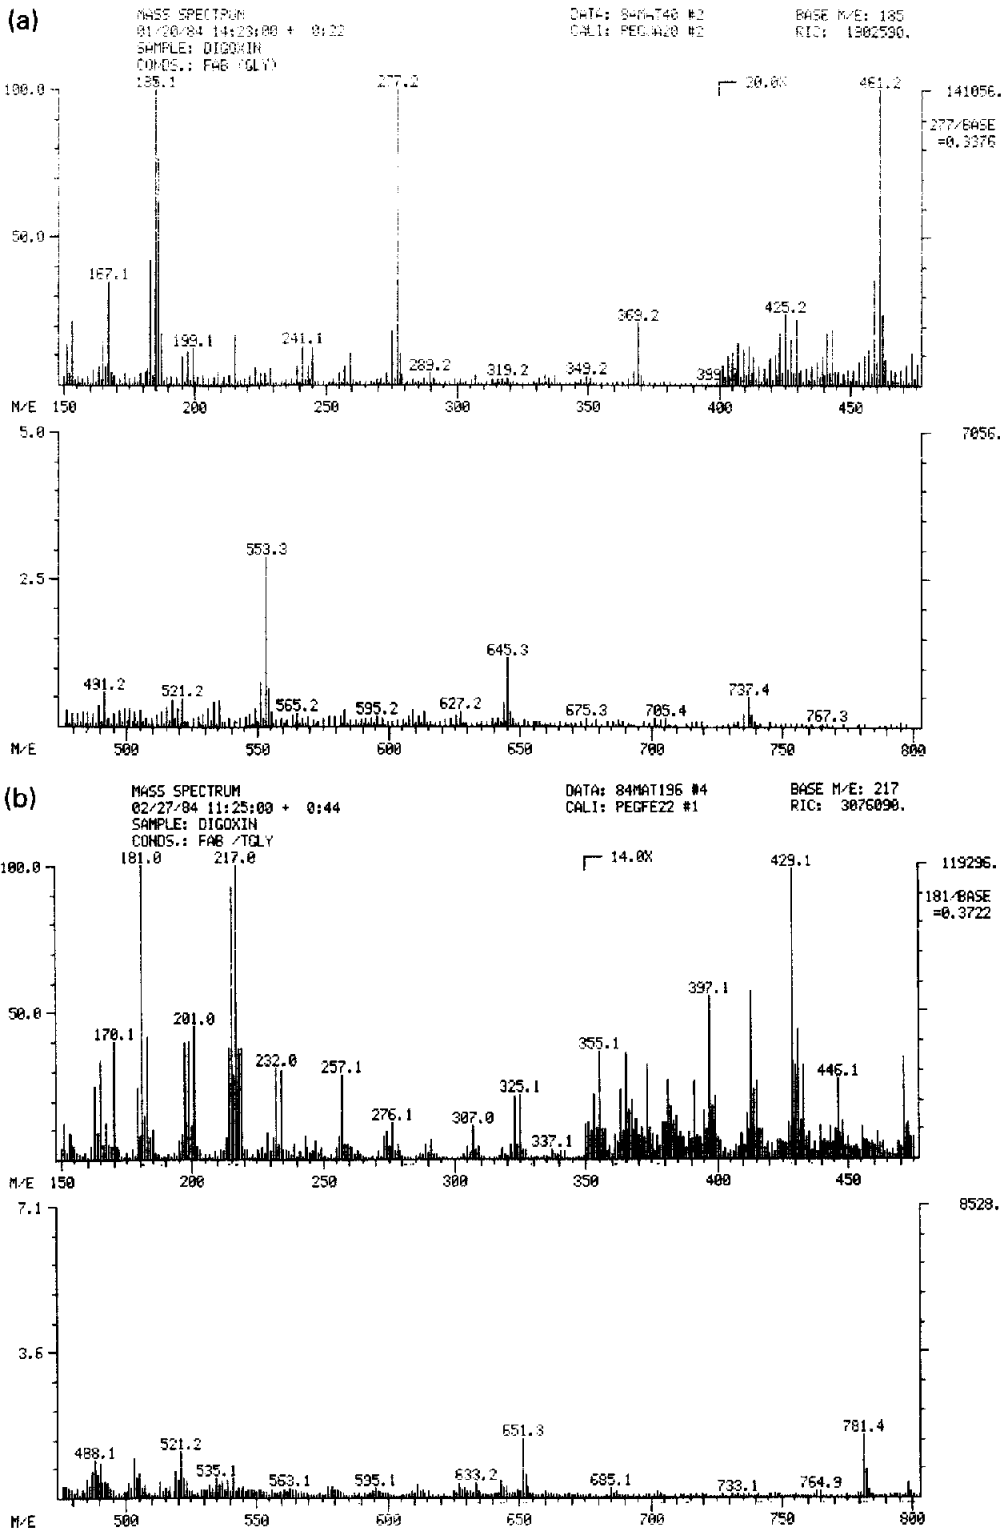 (a)
MASS SPECTRUM DATA: 84MAT40 #2 BASE M/E: 185
01/20/84 14:23:00 + 0:22 CALI: #2 RIC: 1902590.
SAMPLE: DIGOXIN
CONDS.: FAB (GLY)
185.1 277.2 20.0X 461.2
100.0 141056.
277/BASE
=0.3376
50.0
167.1 199.1 241.1 289.2 319.2 349.2 369.2 399.2 425.2
M/E 150 200 250 300 350 400 450
5.0 7056.
553.3
2.5
645.3
491.2 521.2 565.2 595.2 627.2 675.3 705.4 737.4 767.3
M/E 500 550 600 650 700 750 800
(b)
MASS SPECTRUM DATA: 84MAT196 #4 BASE M/E: 217
02/27/84 11:25:00 + 0:44 CALI: PEGFE22 #1 RIC: 3076090.
SAMPLE: DIGOXIN
CONDS.: FAB /TGLY
181.0 217.0 14.0X 429.1
100.0 119296.
181/BASE
=0.3722
50.0
170.1 201.0 232.0 257.1 276.1 307.0 325.1 337.1 355.1 397.1 446.1
M/E 150 200 250 300 350 400 450
7.1 8528.
3.6
488.1 521.2 535.1 563.1 595.1 633.2 651.3 685.1 733.1 764.9 781.4
M/E 500 550 600 650 700 750 800